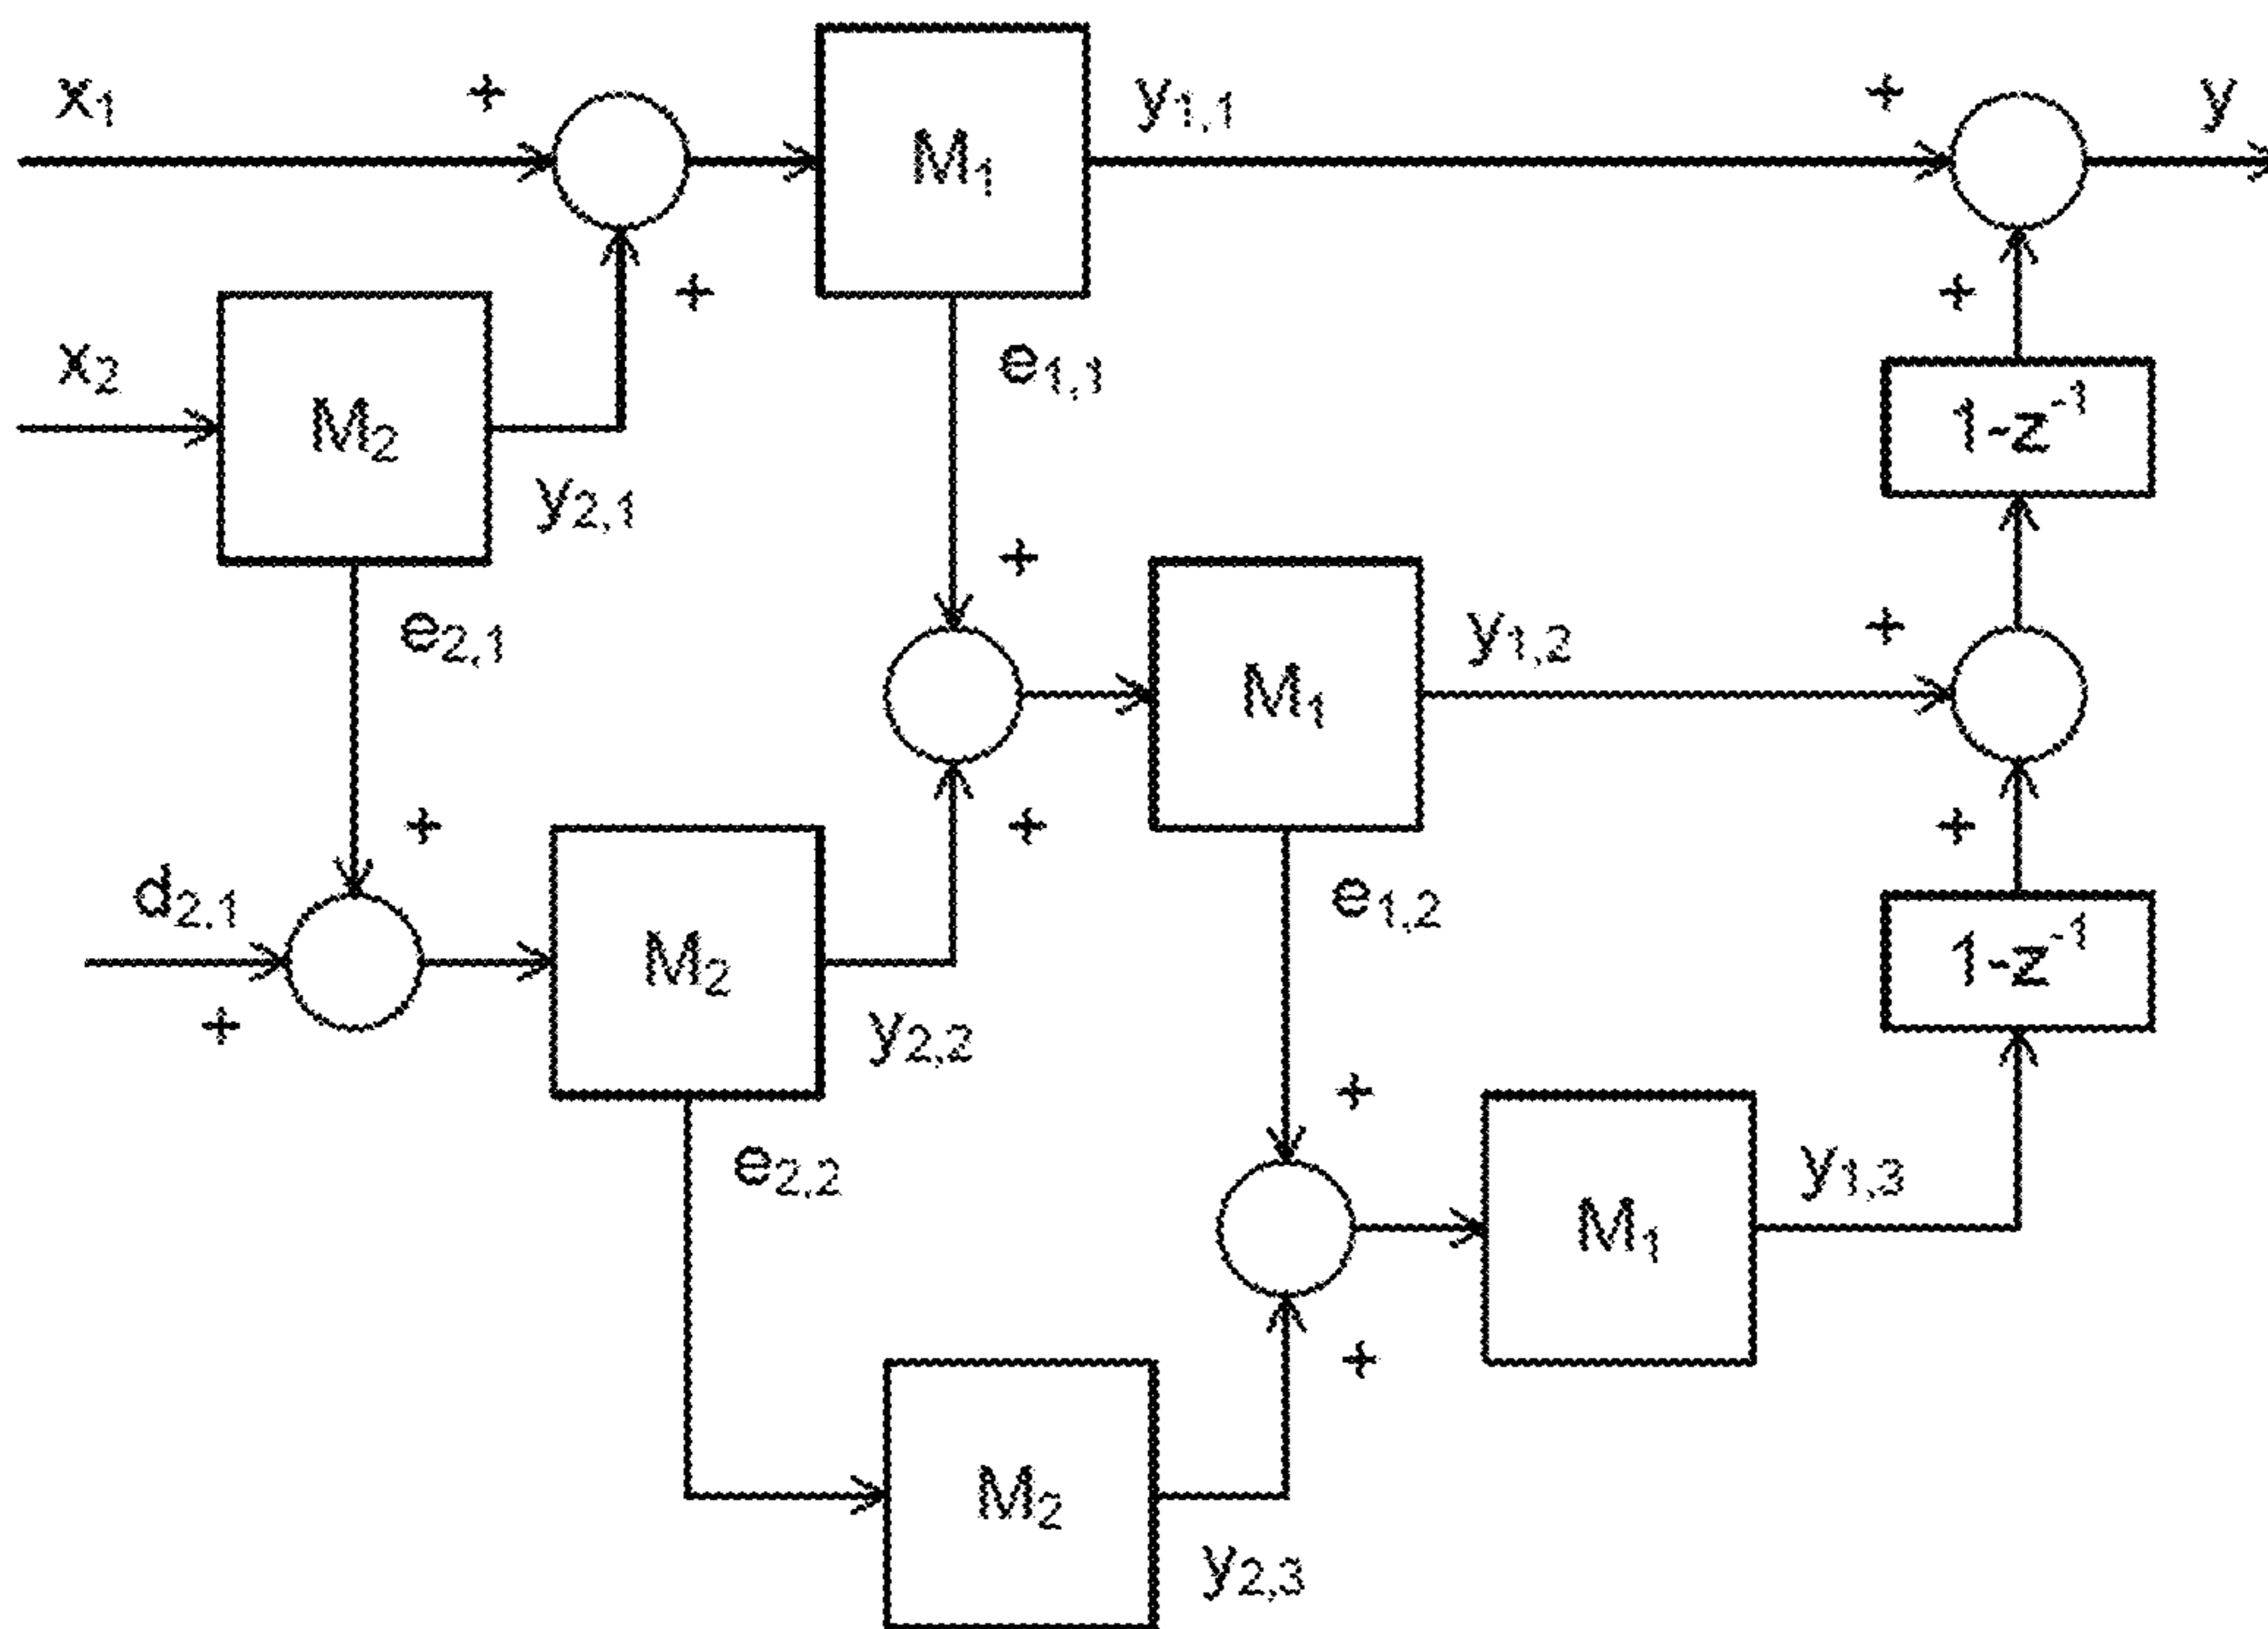 x₁
+
M₁
y₁,₁
+
y
x₂
M₂
y₂,₁
+
e₁,₁
+
1-z⁻¹
e₂,₁
+
M₁
y₁,₂
+
d₂,₁
+
+
M₂
y₂,₂
+
e₁,₂
+
1-z⁻¹
e₂,₂
+
M₁
y₁,₃
+
M₂
y₂,₃